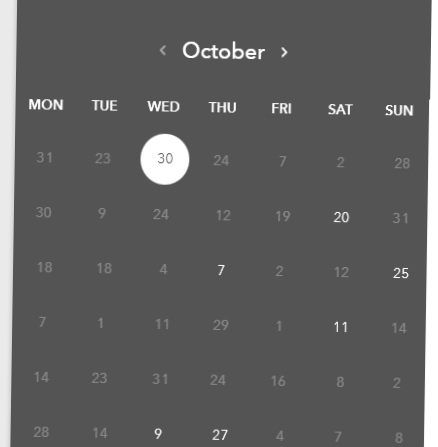 ‹ October ›
MON TUE WED THU FRI SAT SUN
31 23 30 24 7 2 28
30 9 24 12 19 20 31
18 18 4 7 2 12 25
7 1 11 29 1 11 14
14 23 31 24 16 8 2
28 14 9 27 4 7 8